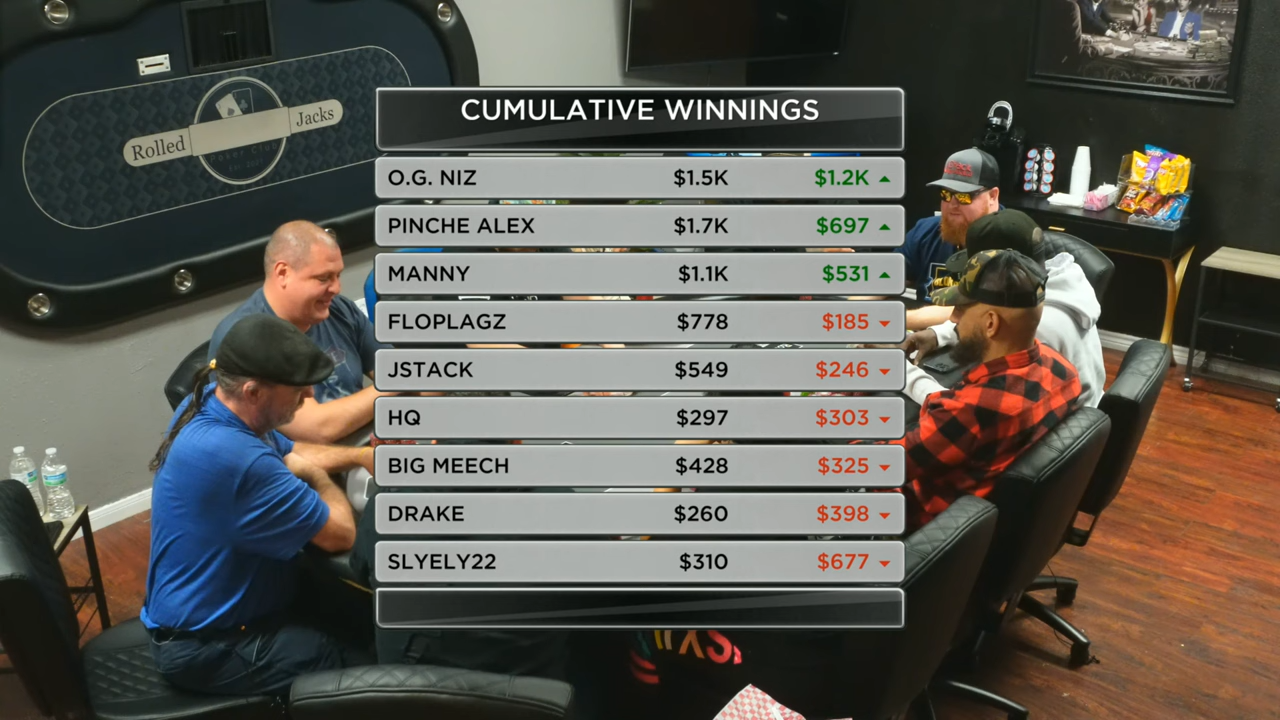 Rolled
Jacks
CUMULATIVE WINNINGS
O.G. NIZ $1.5K $1.2K
PINCHE ALEX $1.7K $697
MANNY $1.1K $531
FLOPLAGZ $778 $185
JSTACK $549 $246
HQ $297 $303
BIG MEECH $428 $325
DRAKE $260 $398
SLYELY22 $310 $677